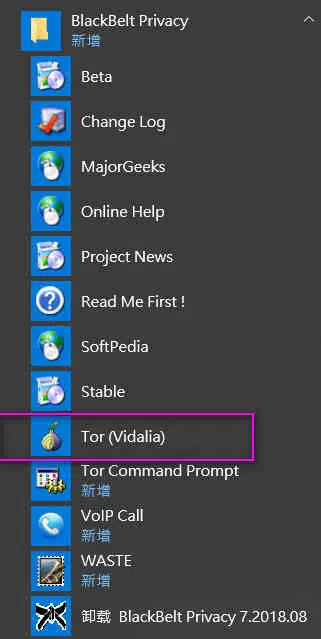 BlackBelt Privacy
新增
Beta
Change Log
MajorGeeks
Online Help
Project News
Read Me First !
SoftPedia
Stable
Tor (Vidalia)
Tor Command Prompt
新增
VoIP Call
新增
WASTE
新增
卸载 BlackBelt Privacy 7.2018.08